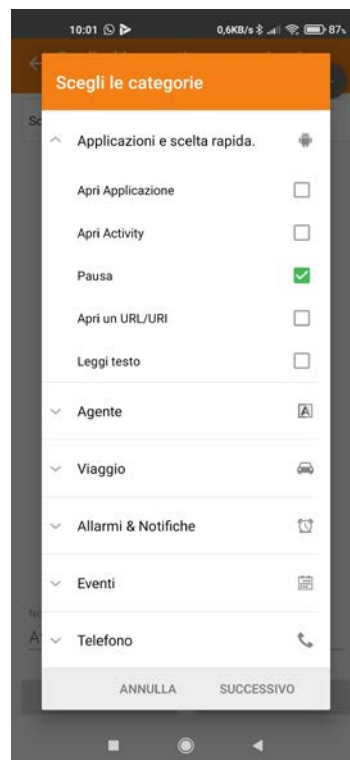 10:01 0,6KB/s 87%
Scegli le categorie
Sc
Applicazioni e scelta rapida.
Apri Applicazione
Apri Activity
Pausa
Apri un URL/URI
Leggi testo
Agente
A
Viaggio
Allarmi & Notifiche
Eventi
Telefono
A
ANNULLA SUCCESSIVO